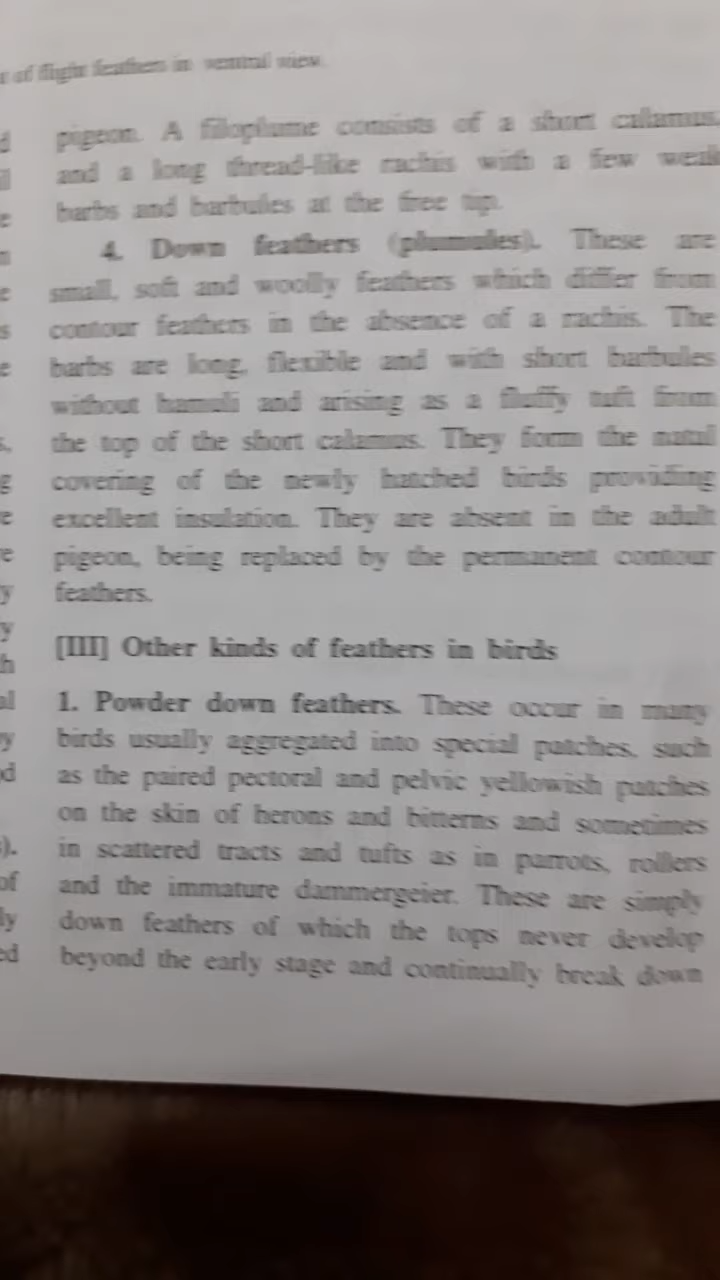 of flight feathers in ventral view.
pigeon. A filoplume consists of a short calamus,
and a long thread-like rachis with a few weak
barbs and barbules at the free tip.
4. Down feathers (plumules). These are
small, soft and woolly feathers which differ from
contour feathers in the absence of a rachis. The
barbs are long, flexible and with short barbules
without hamuli and arising as a fluffy tuft from
the top of the short calamus. They form the natal
covering of the newly hatched birds providing
excellent insulation. They are absent in the adult
pigeon, being replaced by the permanent contour
feathers.
[III] Other kinds of feathers in birds
1. Powder down feathers. These occur in many
birds usually aggregated into special patches, such
as the paired pectoral and pelvic yellowish patches
on the skin of herons and bitterns and sometimes
in scattered tracts and tufts as in parrots, rollers
and the immature dammergeier. These are simply
down feathers of which the tops never develop
beyond the early stage and continually break down